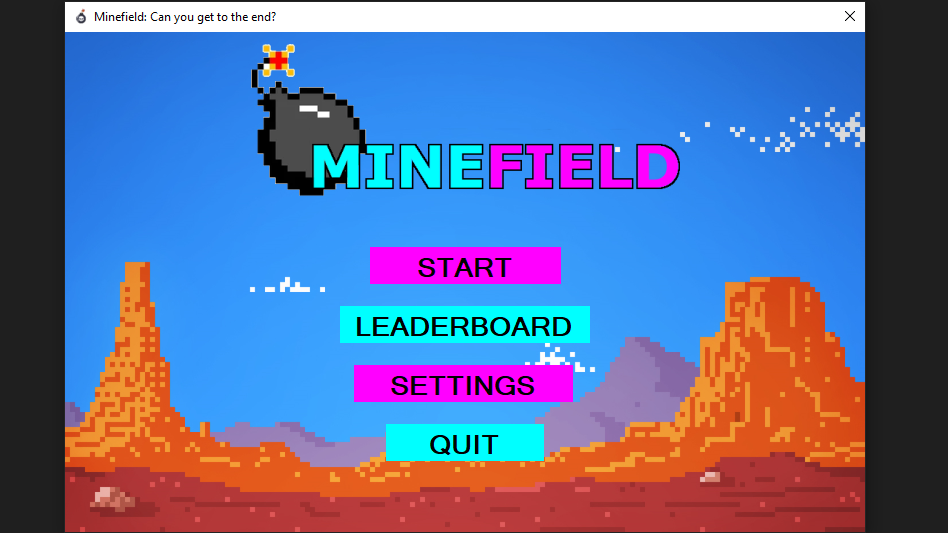 Minefield: Can you get to the end?
MINEFIELD
START
LEADERBOARD
SETTINGS
QUIT